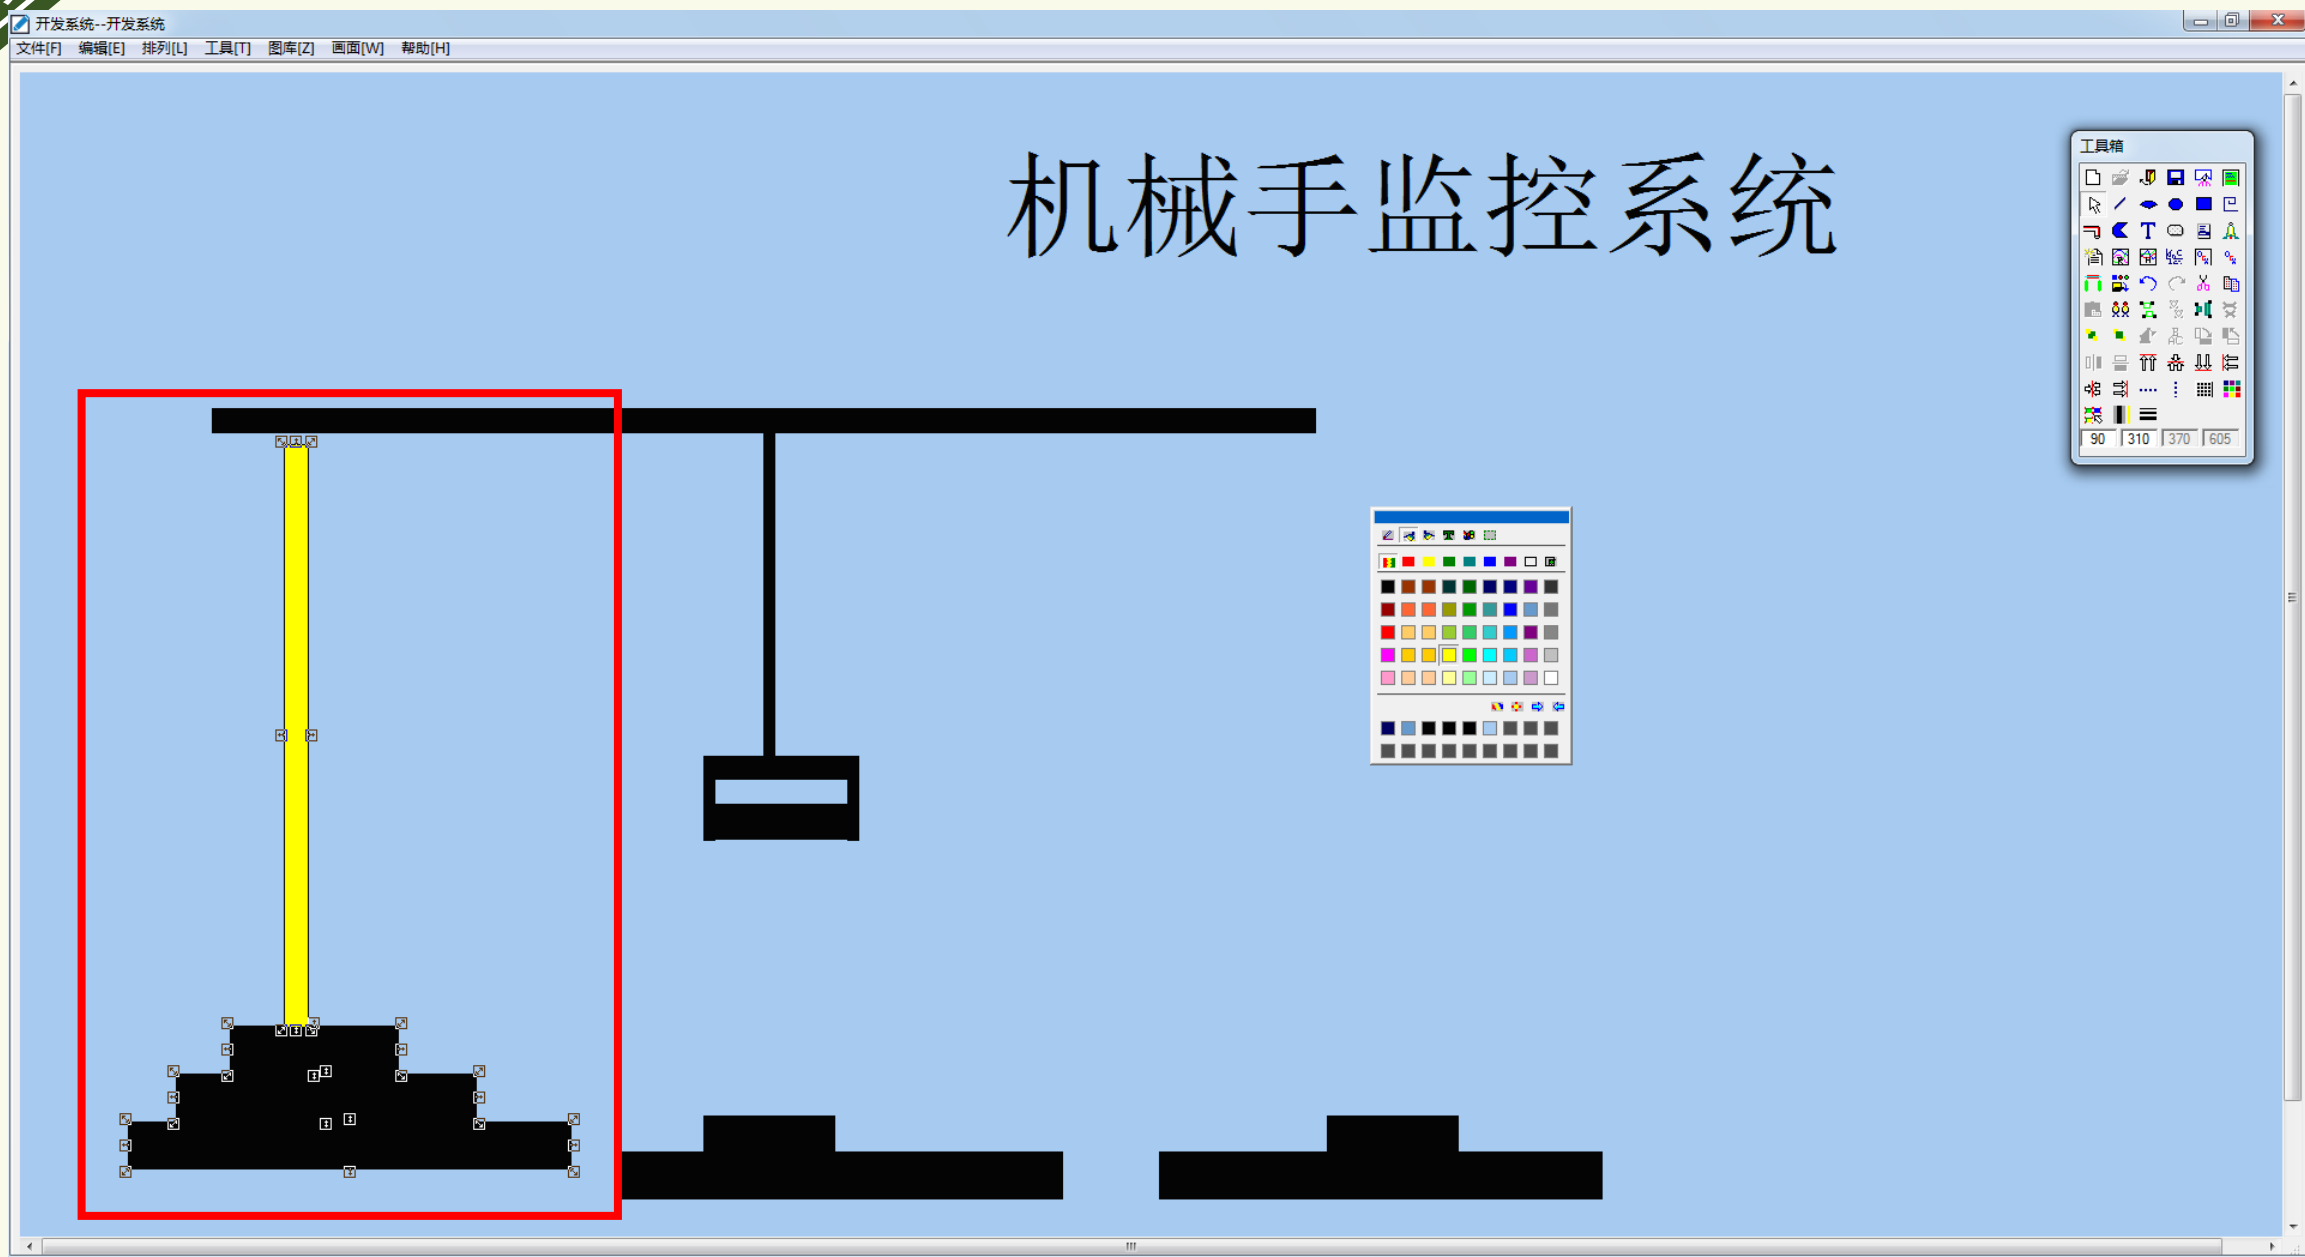 开发系统--开发系统
文件[F] 编辑[E] 排列[L] 工具[T] 图库[Z] 画面[W] 帮助[H]
机械手监控系统
工具箱
90 310 370 605